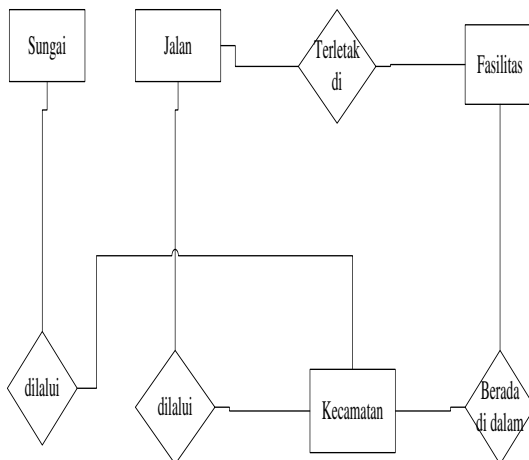 Sungai
Jalan
Terletak
di
Fasilitas
dilalui
dilalui
Kecamatan
Berada
di dalam